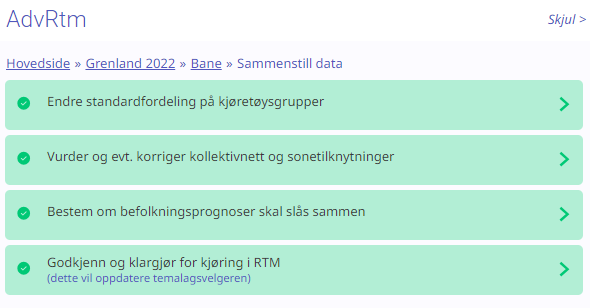 AdvRtm
Skjul >
Hovedside » Grenland 2022 » Bane » Sammenstill data
Endre standardfordeling på kjøretøysgrupper
Vurder og evt. korriger kollektivnett og sonetilknytninger
Bestem om befolkningsprognoser skal slås sammen
Godkjenn og klargjør for kjøring i RTM
(dette vil oppdatere temalagsvelgeren)